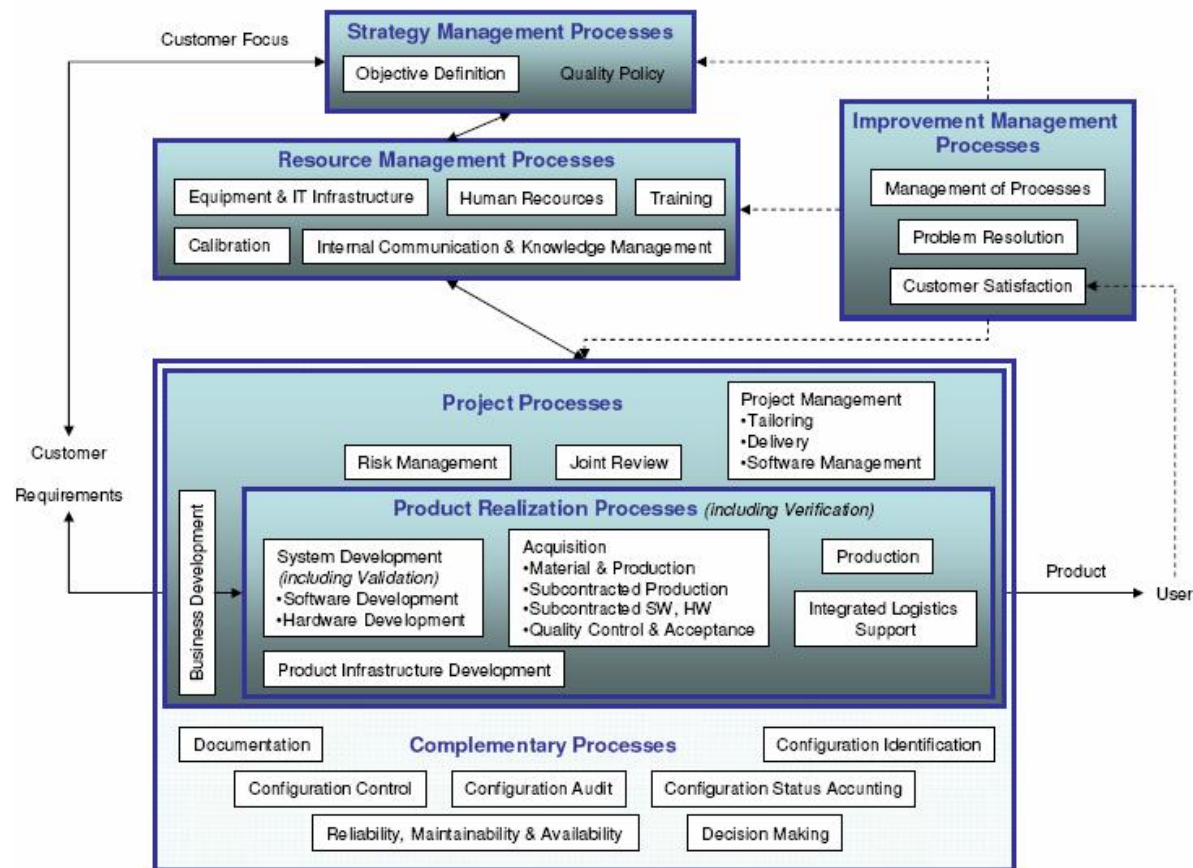 Customer Focus
Strategy Management Processes
Objective Definition
Quality Policy
Improvement Management
Processes
Management of Processes
Problem Resolution
Customer Satisfaction
Resource Management Processes
Equipment & IT Infrastructure
Human Recources
Training
Calibration
Internal Communication & Knowledge Management
Customer
Requirements
Project Processes
Project Management
•Tailoring
•Delivery
•Software Management
Risk Management
Joint Review
Business Development
Product Realization Processes (including Verification)
System Development
(including Validation)
•Software Development
•Hardware Development
Acquisition
•Material & Production
•Subcontracted Production
•Subcontracted SW, HW
•Quality Control & Acceptance
Production
Integrated Logistics
Support
Product Infrastructure Development
Product
User
Documentation
Complementary Processes
Configuration Identification
Configuration Control
Configuration Audit
Configuration Status Accunting
Reliability, Maintainability & Availability
Decision Making